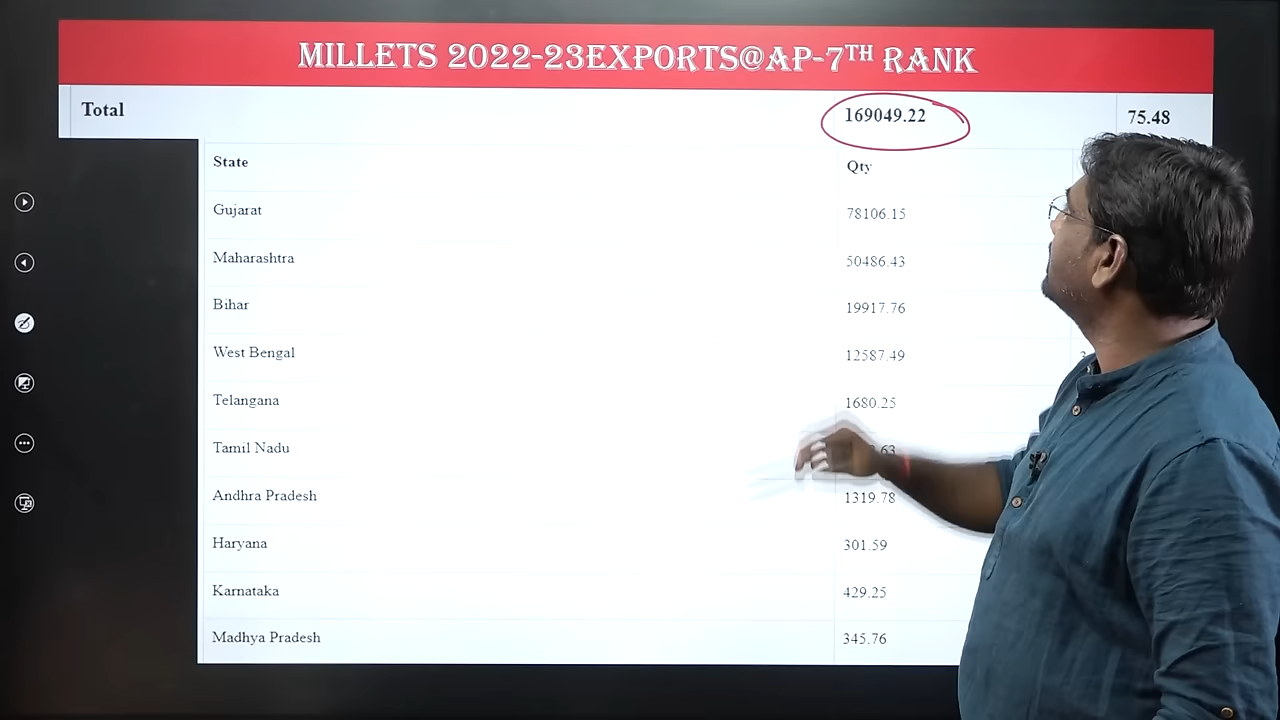 MILLETS 2022-23EXPORTS@AP-7TH RANK
Total 169049.22 75.48
State Qty
Gujarat 78106.15
Maharashtra 50486.43
Bihar 19917.76
West Bengal 12587.49
Telangana 1680.25
Tamil Nadu
Andhra Pradesh 1319.78
Haryana 301.59
Karnataka 429.25
Madhya Pradesh 345.76